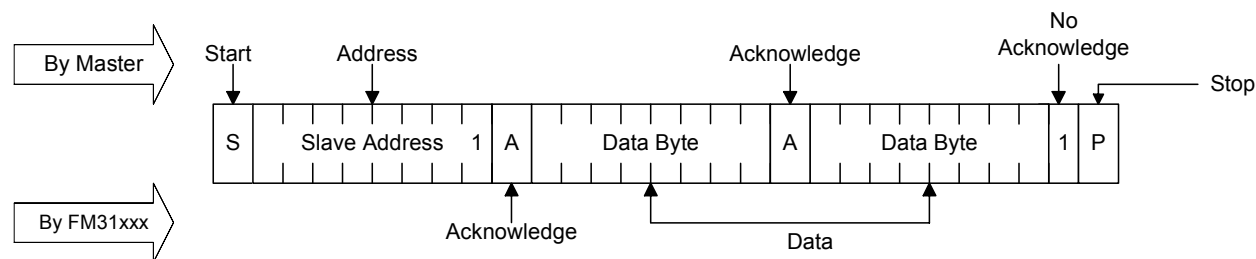 No
Acknowledge
By Master
Start
Address
Acknowledge
Stop
S
Slave Address
1
A
Data Byte
A
Data Byte
1
P
By FM31xxx
Acknowledge
Data